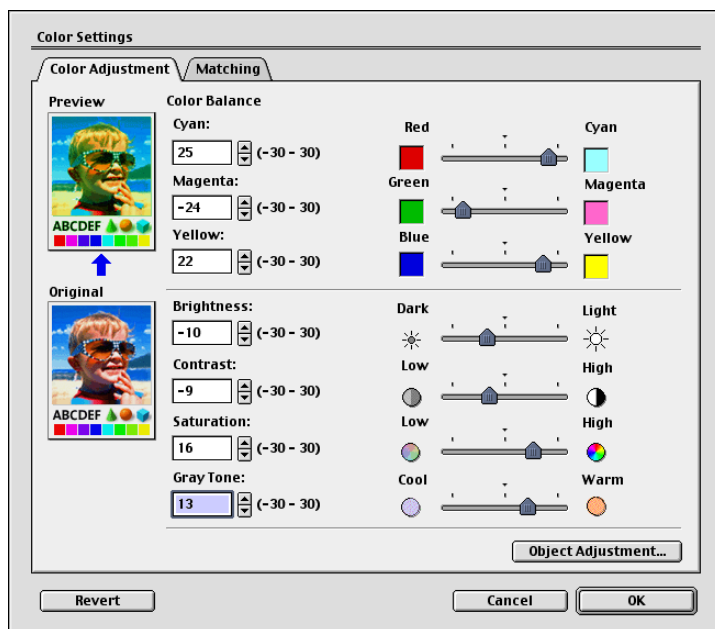 Color Settings
Color Adjustment Matching
Preview
Color Balance
Cyan:
25 (-30 - 30)
Red Cyan
Magenta:
-24 (-30 - 30)
Green Magenta
Yellow:
22 (-30 - 30)
Blue Yellow
ABCDEF
Original
Brightness:
-10 (-30 - 30)
Dark Light
Contrast:
-9 (-30 - 30)
Low High
ABCDEF
Saturation:
16 (-30 - 30)
Low High
Gray Tone:
13 (-30 - 30)
Cool Warm
Object Adjustment...
Revert Cancel OK